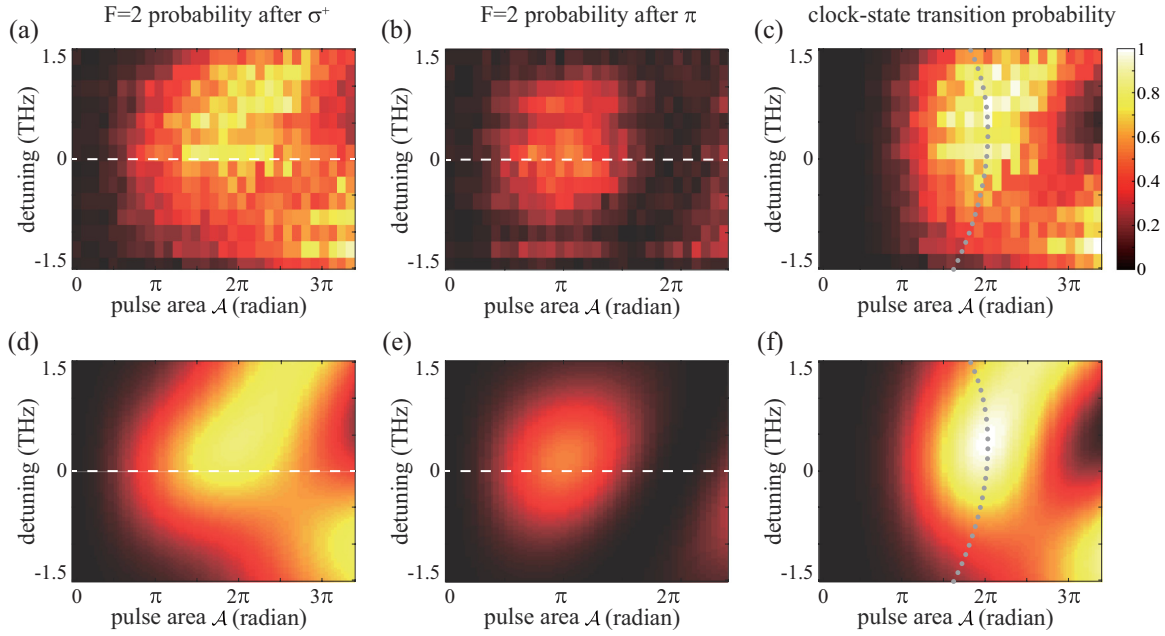 F=2 probability after σ⁺
F=2 probability after π
clock-state transition probability
(a)
(b)
(c)
1.5
0
-1.5
detuning (THz)
0 π 2π 3π
pulse area 𝒜 (radian)
1.5
0
-1.5
detuning (THz)
0 π 2π
pulse area 𝒜 (radian)
1.5
0
-1.5
detuning (THz)
0 π 2π 3π
pulse area 𝒜 (radian)
1
0.8
0.6
0.4
0.2
0
(d)
(e)
(f)
1.5
0
-1.5
detuning (THz)
0 π 2π 3π
pulse area 𝒜 (radian)
1.5
0
-1.5
detuning (THz)
0 π 2π
pulse area 𝒜 (radian)
1.5
0
-1.5
detuning (THz)
0 π 2π 3π
pulse area 𝒜 (radian)